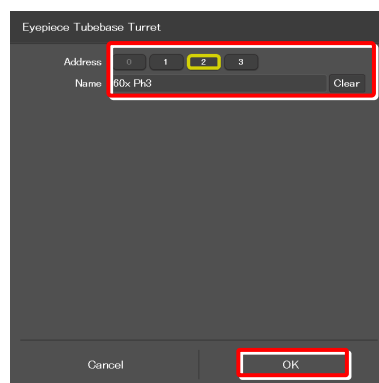 Eyepiece Tubebase Turret
Address 0 1 2 3
Name 60x Ph3 Clear
Cancel OK